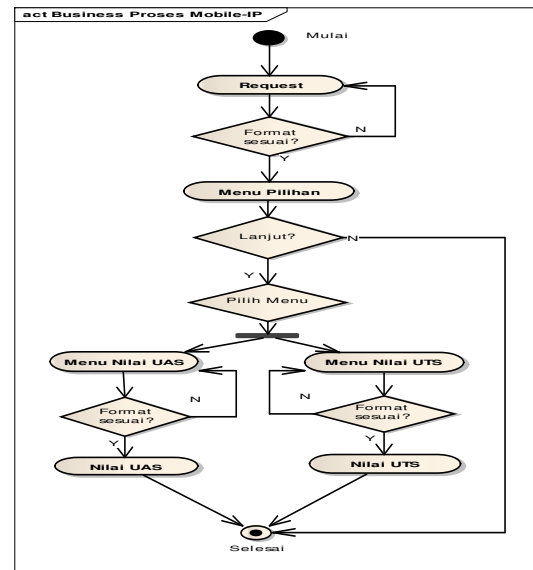 act Business Proses Mobile-IP
Mulai
Request
Format
sesuai?
N
Y
Menu Pilihan
Lanjut?
N
Y
Pilih Menu
Menu Nilai UAS
Menu Nilai UTS
Format
sesuai?
N
Y
N
Format
sesuai?
Y
Nilai UAS
Nilai UTS
Selesai